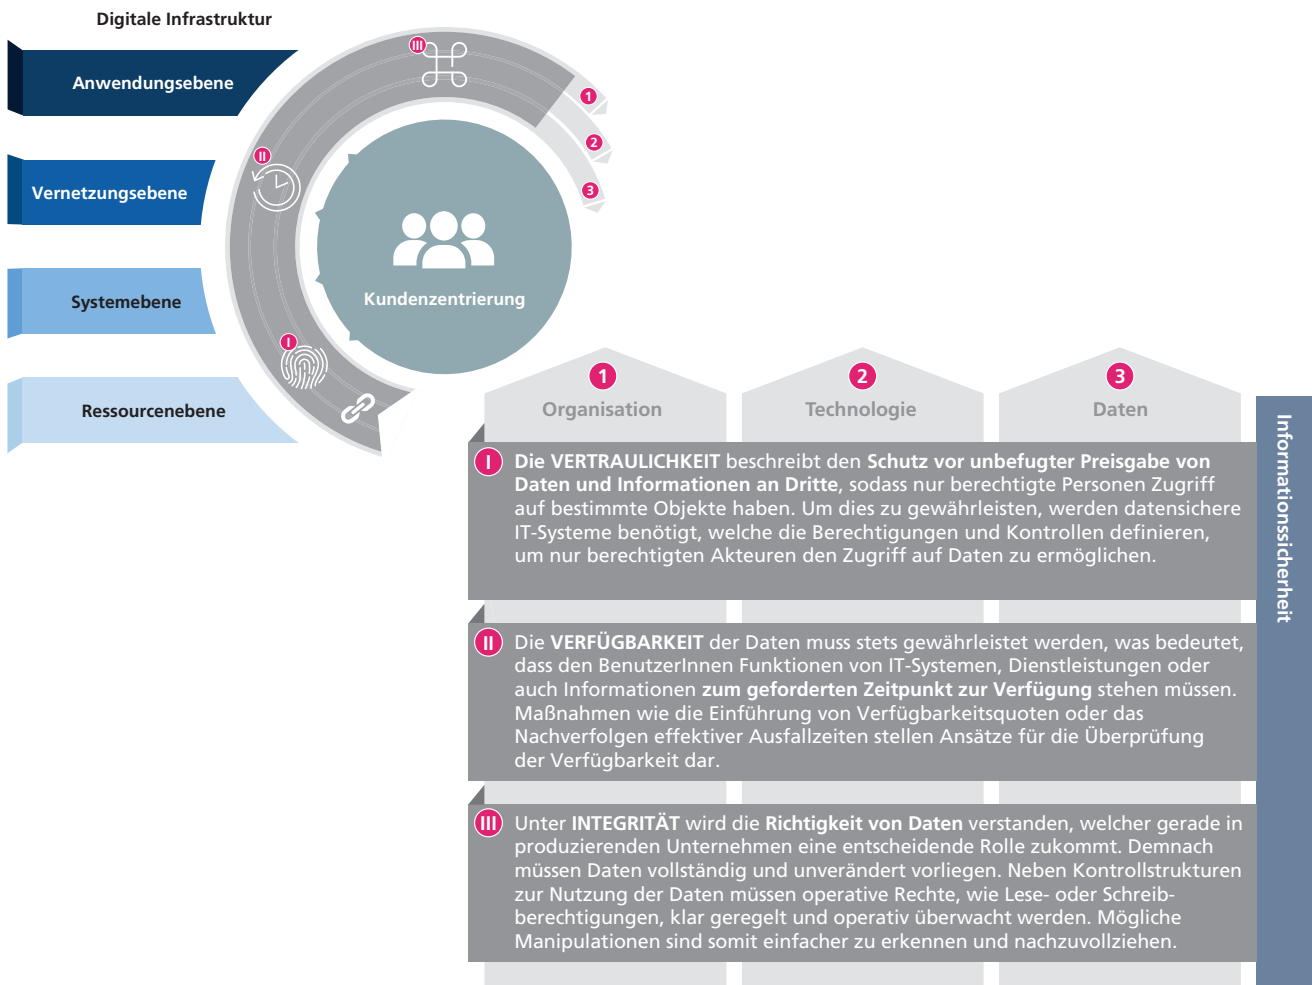 Digitale Infrastruktur
Anwendungsebene
Vernetzungsebene
Systemebene
Ressourcenebene
III
II
I
1
2
3
Kundenzentrierung
1
Organisation
2
Technologie
3
Daten
Informationssicherheit
I
Die VERTRAULICHKEIT beschreibt den Schutz vor unbefugter Preisgabe von
Daten und Informationen an Dritte, sodass nur berechtigte Personen Zugriff
auf bestimmte Objekte haben. Um dies zu gewährleisten, werden datensichere
IT-Systeme benötigt, welche die Berechtigungen und Kontrollen definieren,
um nur berechtigten Akteuren den Zugriff auf Daten zu ermöglichen.
II
Die VERFÜGBARKEIT der Daten muss stets gewährleistet werden, was bedeutet,
dass den BenutzerInnen Funktionen von IT-Systemen, Dienstleistungen oder
auch Informationen zum geforderten Zeitpunkt zur Verfügung stehen müssen.
Maßnahmen wie die Einführung von Verfügbarkeitsquoten oder das
Nachverfolgen effektiver Ausfallzeiten stellen Ansätze für die Überprüfung
der Verfügbarkeit dar.
III
Unter INTEGRITÄT wird die Richtigkeit von Daten verstanden, welcher gerade in
produzierenden Unternehmen eine entscheidende Rolle zukommt. Demnach
müssen Daten vollständig und unverändert vorliegen. Neben Kontrollstrukturen
zur Nutzung der Daten müssen operative Rechte, wie Lese- oder Schreib-
berechtigungen, klar geregelt und operativ überwacht werden. Mögliche
Manipulationen sind somit einfacher zu erkennen und nachzuvollziehen.